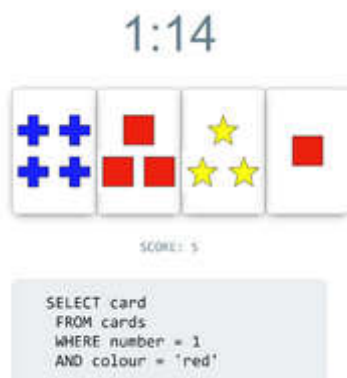 1:14
SCORE: 5
SELECT card
FROM cards
WHERE number = 1
AND colour = 'red'